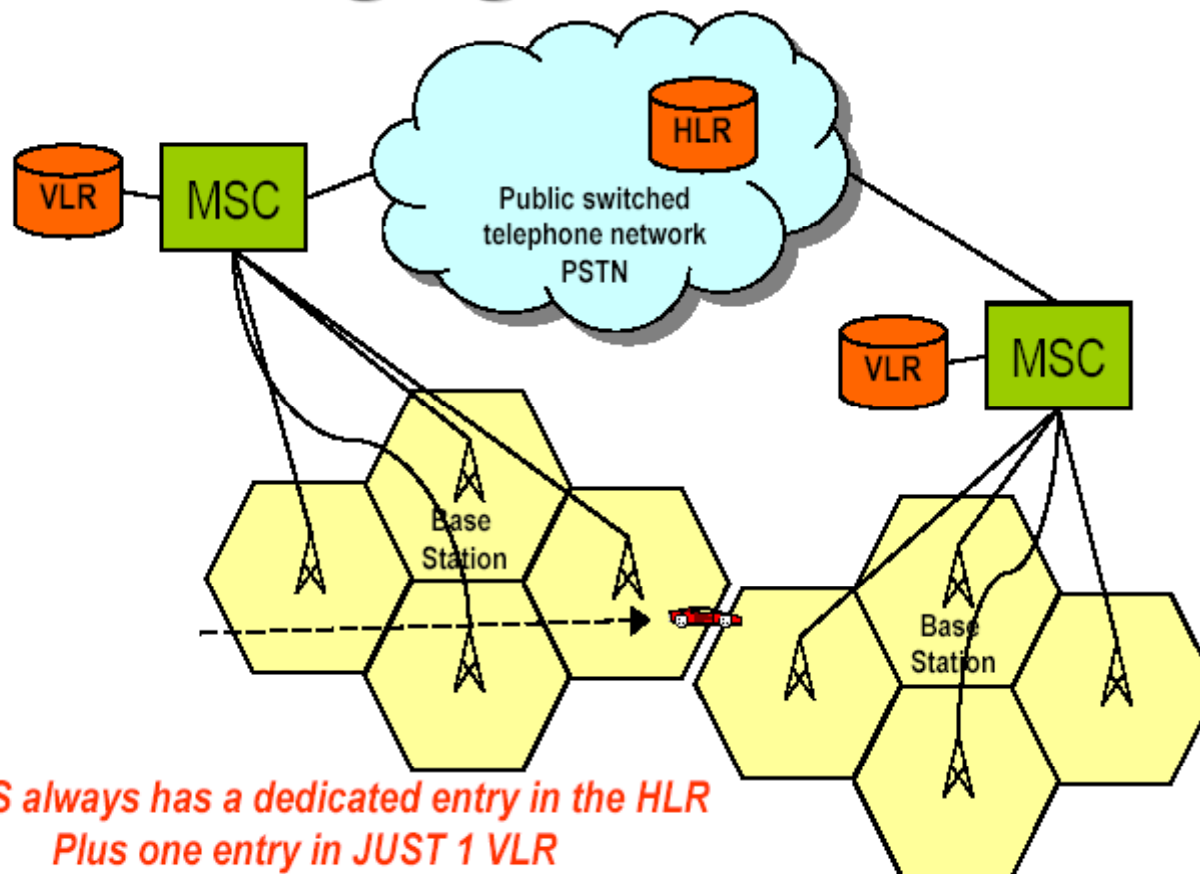 HLR
VLR
MSC
Public switched
telephone network
PSTN
VLR
MSC
Base
Station
Base
Station
S always has a dedicated entry in the HLR
Plus one entry in JUST 1 VLR